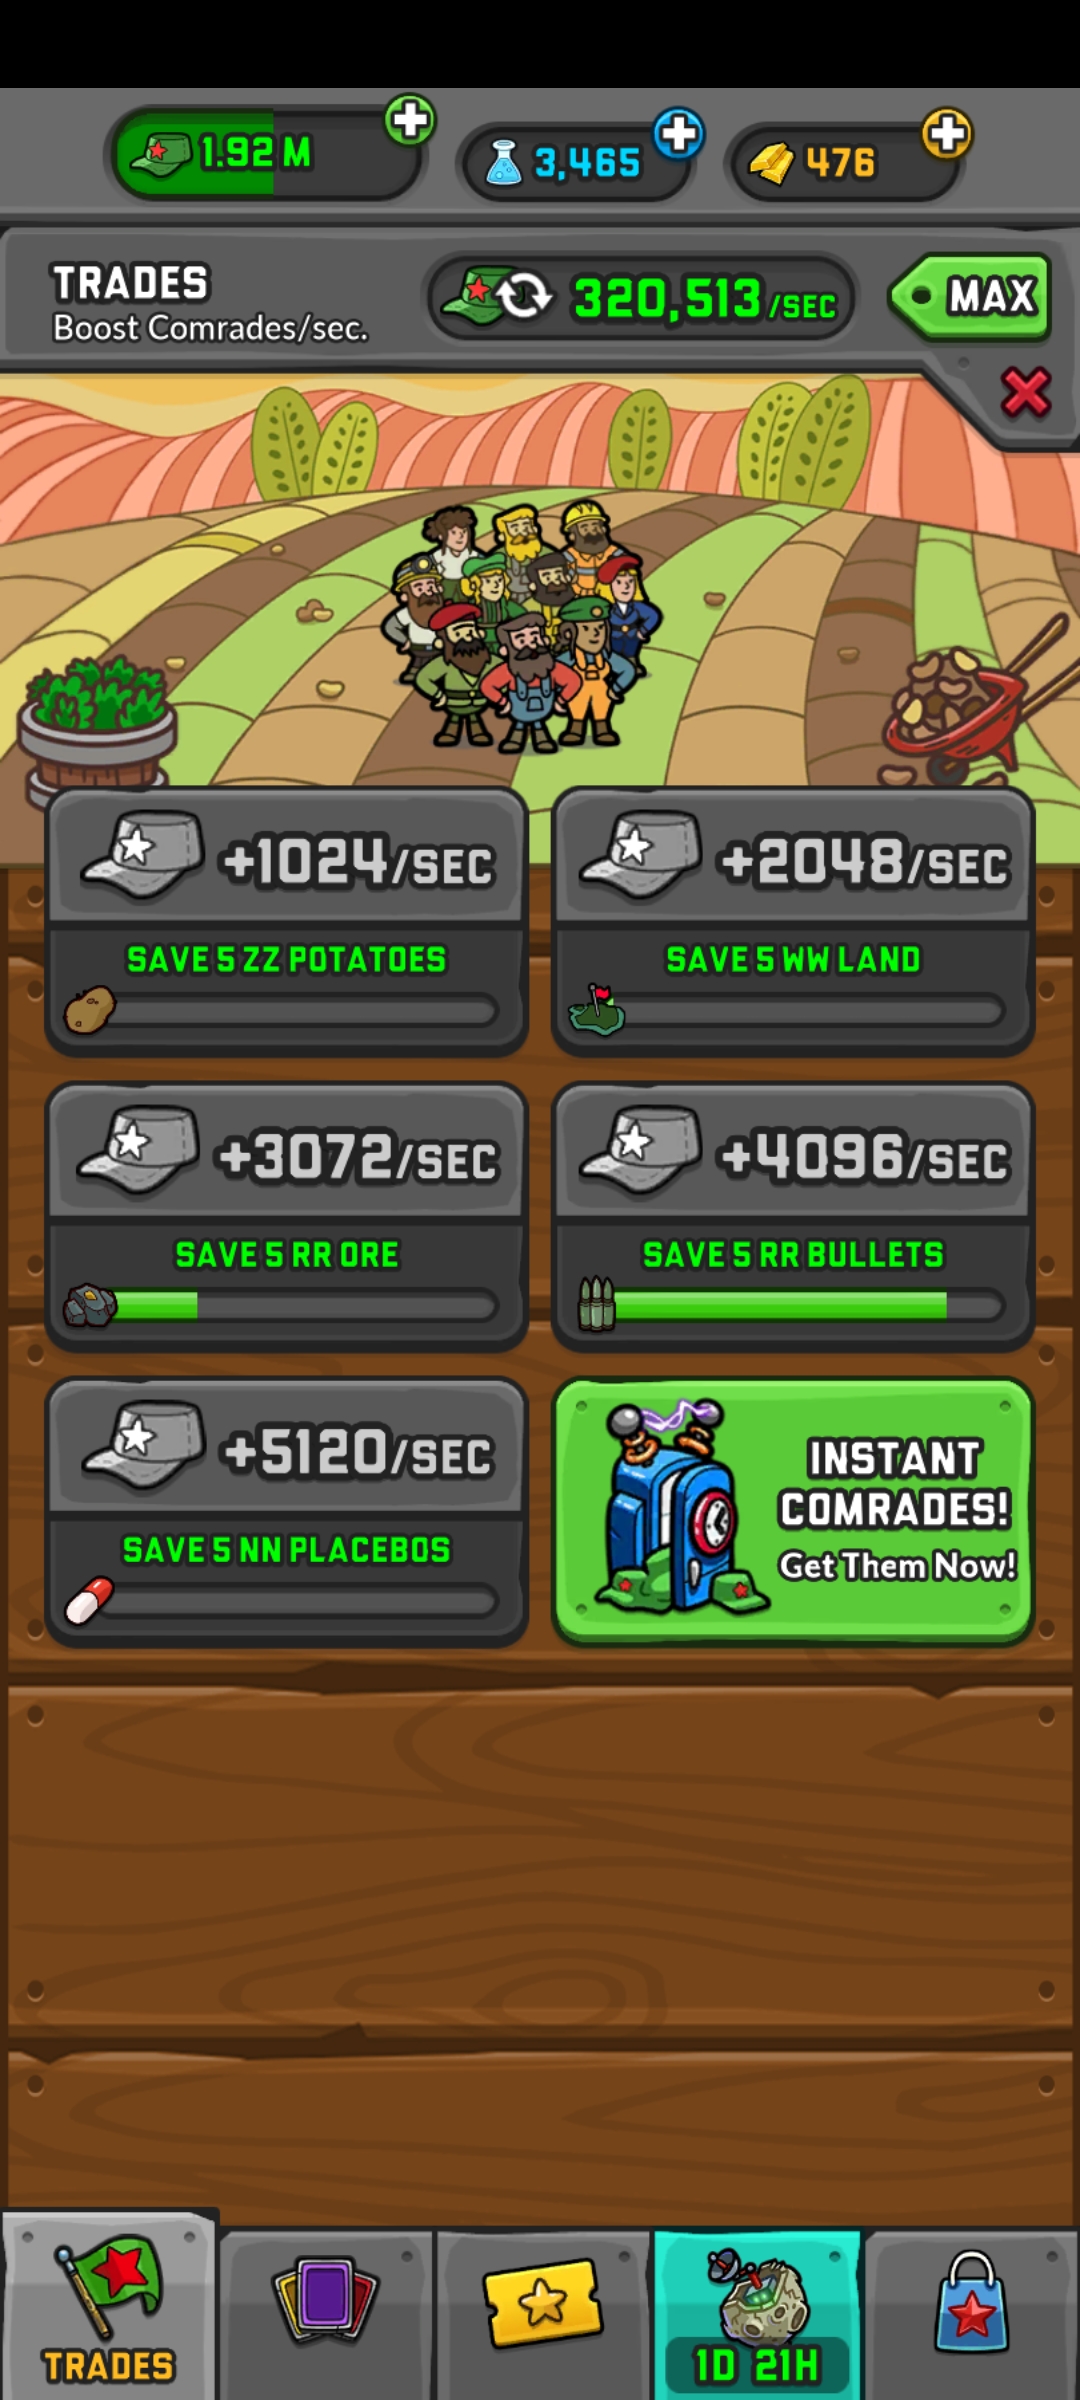 1.92 M
3,465
476
TRADES
Boost Comrades/sec.
320,513/SEC
MAX
+1024/SEC
SAVE 5 ZZ POTATOES
+2048/SEC
SAVE 5 WW LAND
+3072/SEC
SAVE 5 RR ORE
+4096/SEC
SAVE 5 RR BULLETS
+5120/SEC
SAVE 5 NN PLACEBOS
INSTANT
COMRADES!
Get Them Now!
TRADES
1D 21H